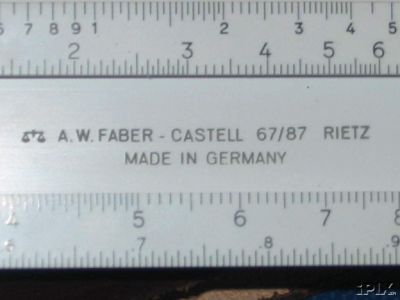 6 7 8 9 1 2 3 4 5
2 3 4 5 6
A.W. FABER - CASTELL 67/87 RIETZ
MADE IN GERMANY
4 5 6 7 8
.6 .7 .8 .9
iPIX